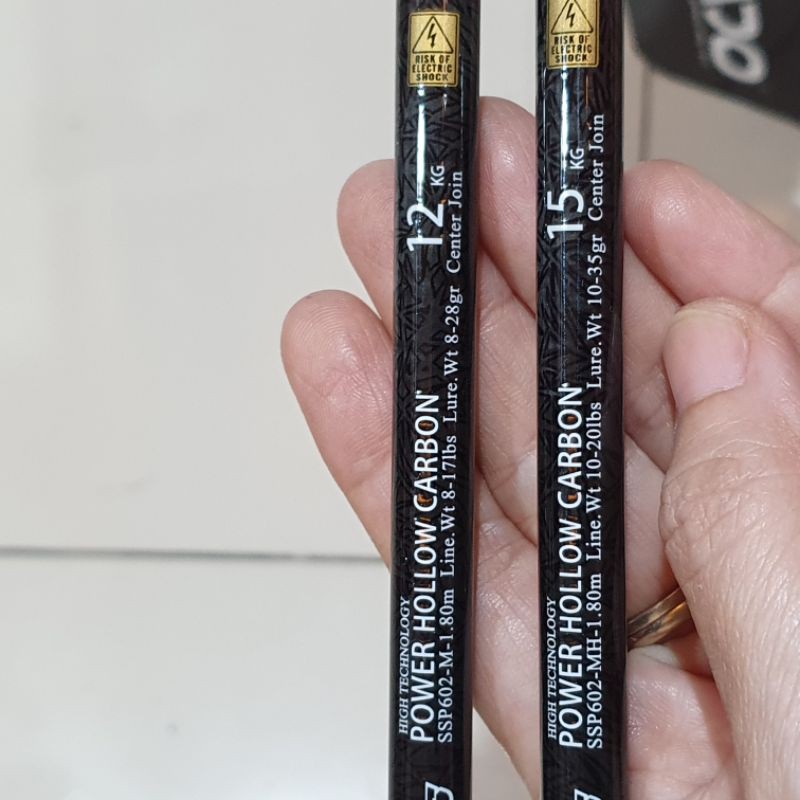 RISK OF
ELECTRIC
SHOCK
12 KG
HIGH TECHNOLOGY
POWER HOLLOW CARBON
SSP602-M-1.80m Line.Wt 8-17lbs Lure.Wt 8-28gr Center Join
RISK OF
ELECTRIC
SHOCK
15 KG
HIGH TECHNOLOGY
POWER HOLLOW CARBON
SSP602-MH-1.80m Line.Wt 10-20lbs Lure.Wt 10-35gr Center Join